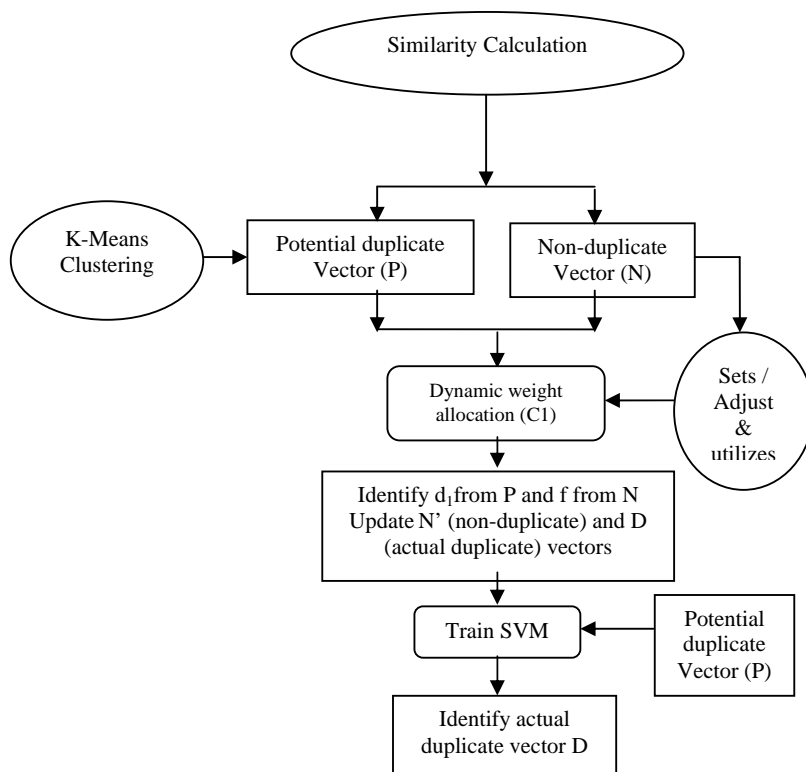 Similarity Calculation
K-Means
Clustering
Potential duplicate
Vector (P)
Non-duplicate
Vector (N)
Dynamic weight
allocation (C1)
Sets /
Adjust
&
utilizes
Identify d₁from P and f from N
Update N’ (non-duplicate) and D
(actual duplicate) vectors
Train SVM
Potential
duplicate
Vector (P)
Identify actual
duplicate vector D